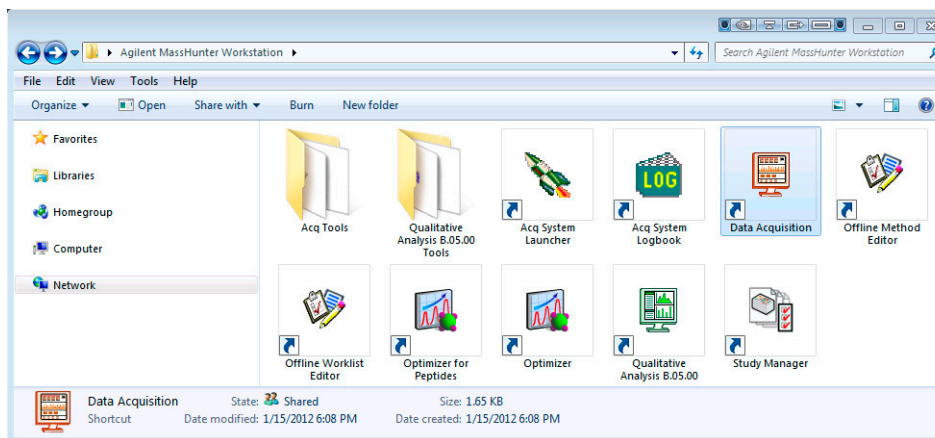 Agilent MassHunter Workstation
Search Agilent MassHunter Workstation
File Edit View Tools Help
Organize Open Share with Burn New folder
Favorites
Libraries
Homegroup
Computer
Network
Acq Tools
Qualitative
Analysis B.05.00
Tools
Acq System
Launcher
LOG
Acq System
Logbook
Data Acquisition
Offline Method
Editor
Offline Worklist
Editor
Optimizer for
Peptides
Optimizer
Qualitative
Analysis B.05.00
Study Manager
Data Acquisition State: Shared Size: 1.65 KB
Shortcut Date modified: 1/15/2012 6:08 PM Date created: 1/15/2012 6:08 PM